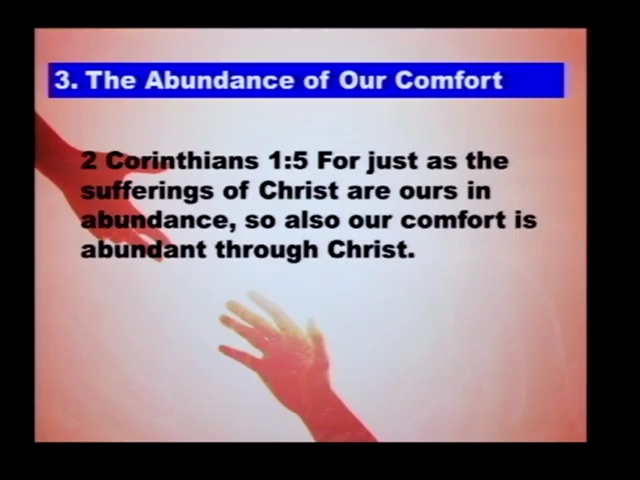 3. The Abundance of Our Comfort
2 Corinthians 1:5 For just as the
sufferings of Christ are ours in
abundance, so also our comfort is
abundant through Christ.